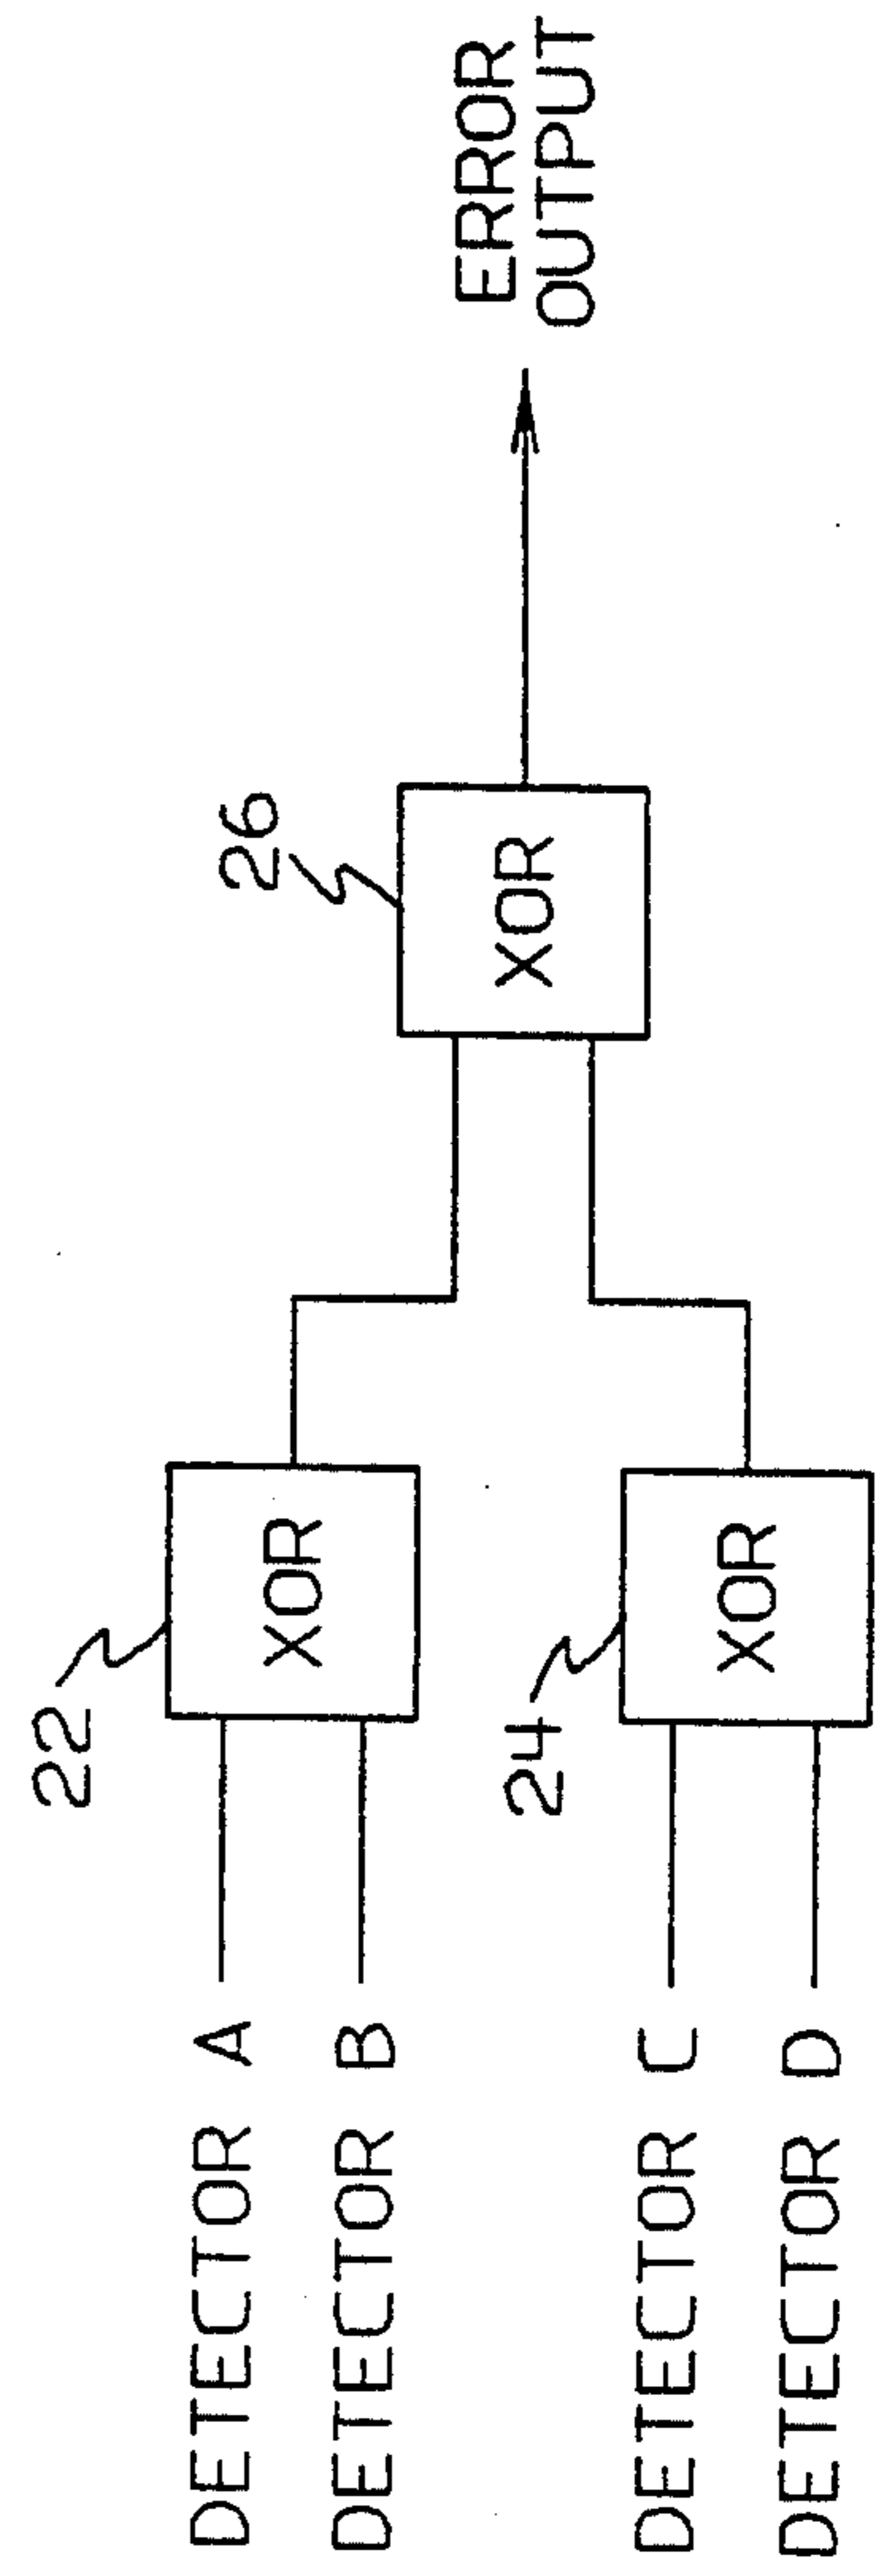 DETECTOR A
DETECTOR B
22
XOR
DETECTOR C
DETECTOR D
24
XOR
26
XOR
ERROR
OUTPUT